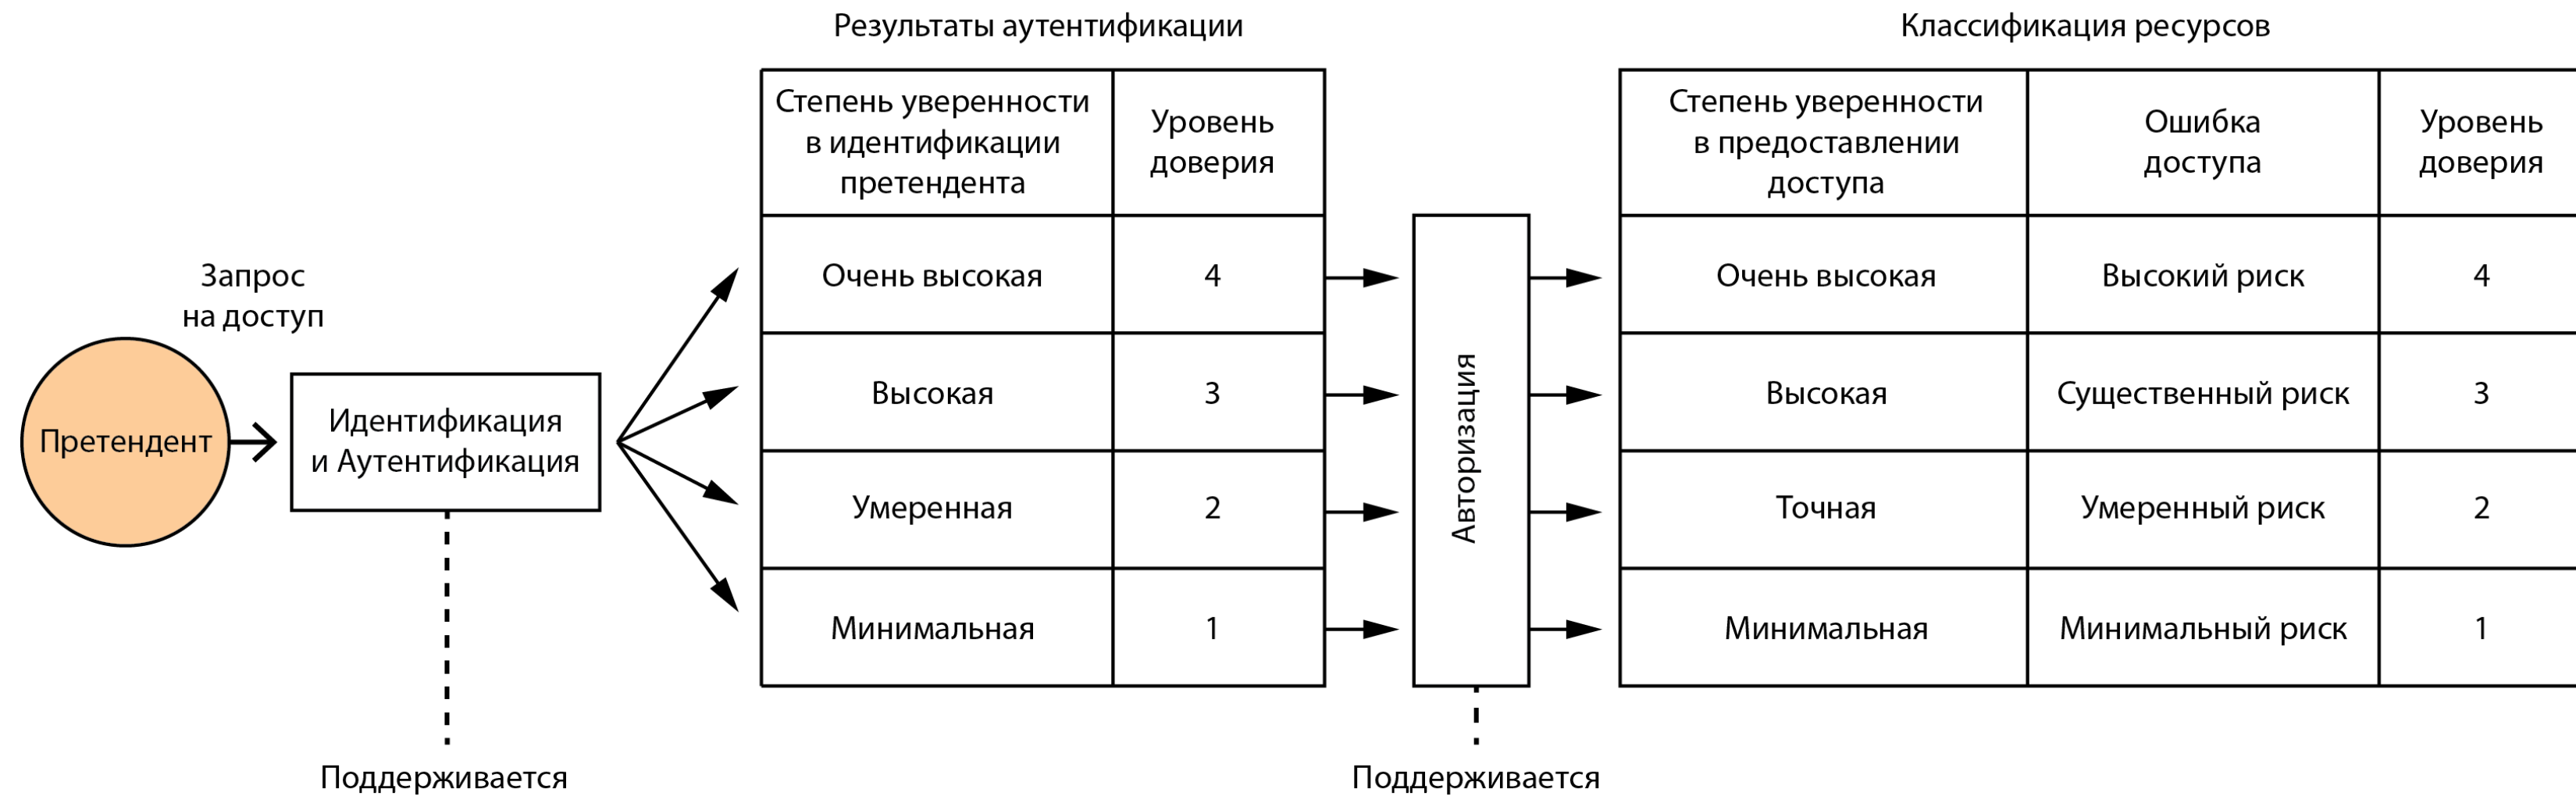 Результаты аутентификации
Классификация ресурсов
Степень уверенности
в идентификации
претендента
Уровень
доверия
Степень уверенности
в предоставлении
доступа
Ошибка
доступа
Уровень
доверия
Запрос
на доступ
Претендент
Идентификация
и Аутентификация
Очень высокая
4
Высокая
3
Умеренная
2
Минимальная
1
Авторизация
Очень высокая
Высокий риск
4
Высокая
Существенный риск
3
Точная
Умеренный риск
2
Минимальная
Минимальный риск
1
Поддерживается
Поддерживается